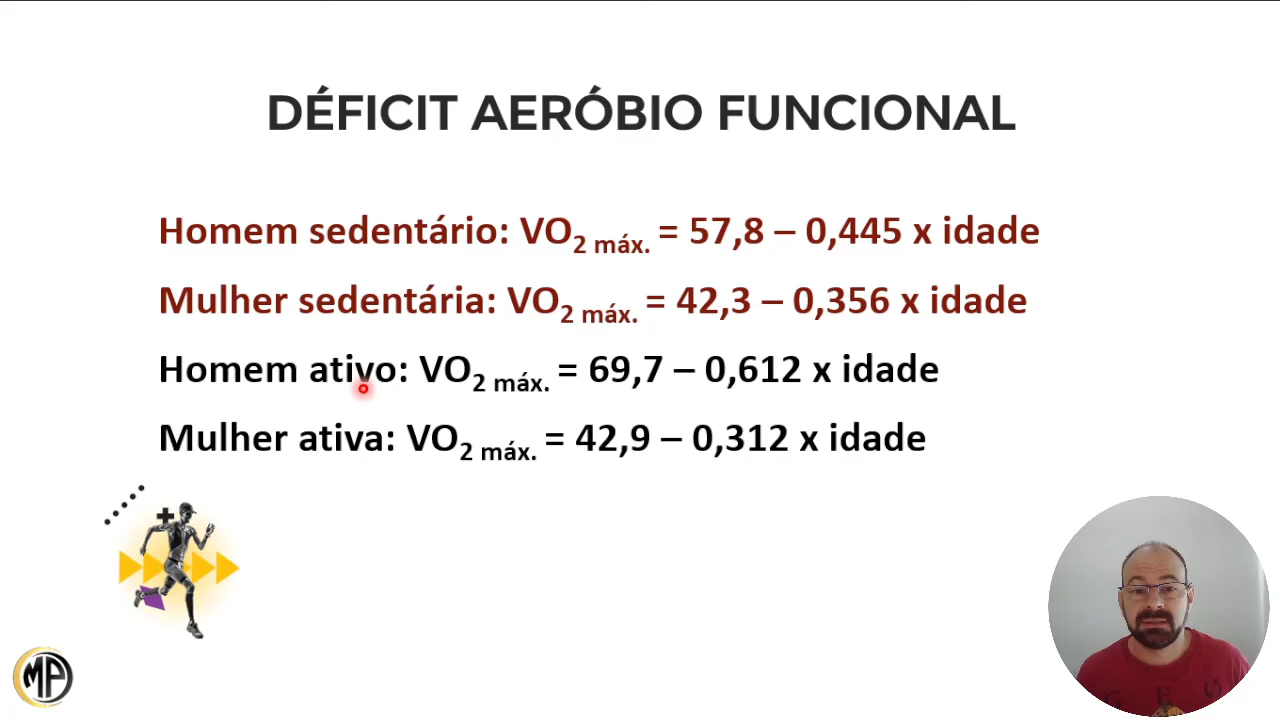 DÉFICIT AERÓBIO FUNCIONAL
Homem sedentário: VO2 máx. = 57,8 – 0,445 x idade
Mulher sedentária: VO2 máx. = 42,3 – 0,356 x idade
Homem ativo: VO2 máx. = 69,7 – 0,612 x idade
Mulher ativa: VO2 máx. = 42,9 – 0,312 x idade
MP